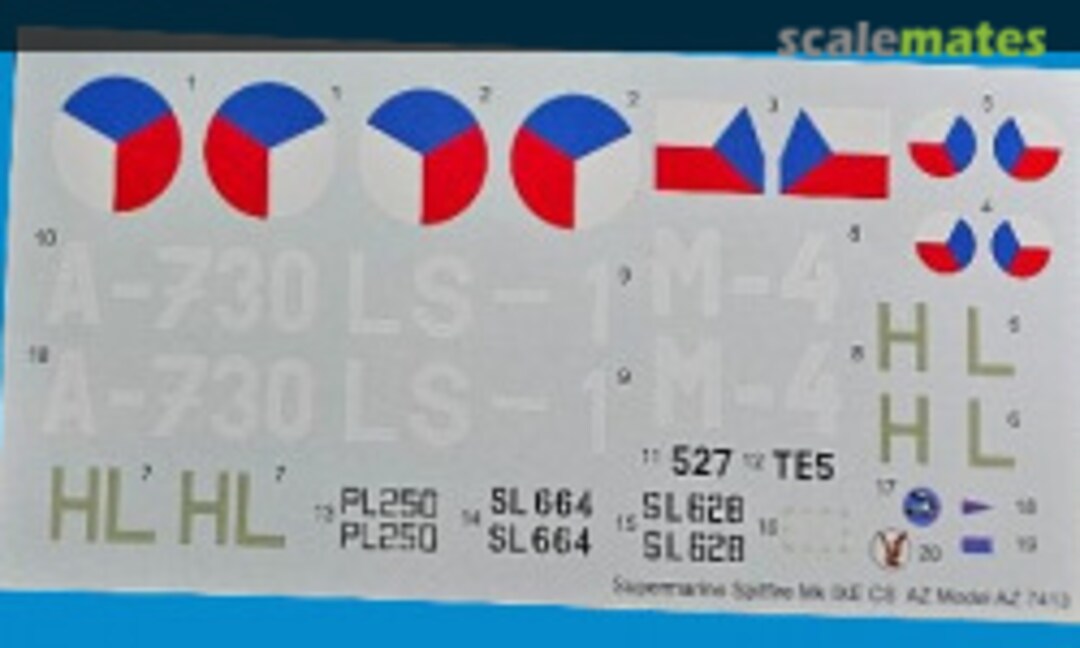 scalemates
1 1 2 2 3 5
4
10 A-730 LS-1 9 M-4 8
H L 6
10 A-730 LS-1 9 M-4 8
H L 6
11 527 12 TE5
7 7
HL HL
13 PL250 14 SL664 15 SL628 16 17 18
PL250 SL664 SL628 20 19
Supermarine Spitfire Mk IXE CS AZ Model AZ 7413